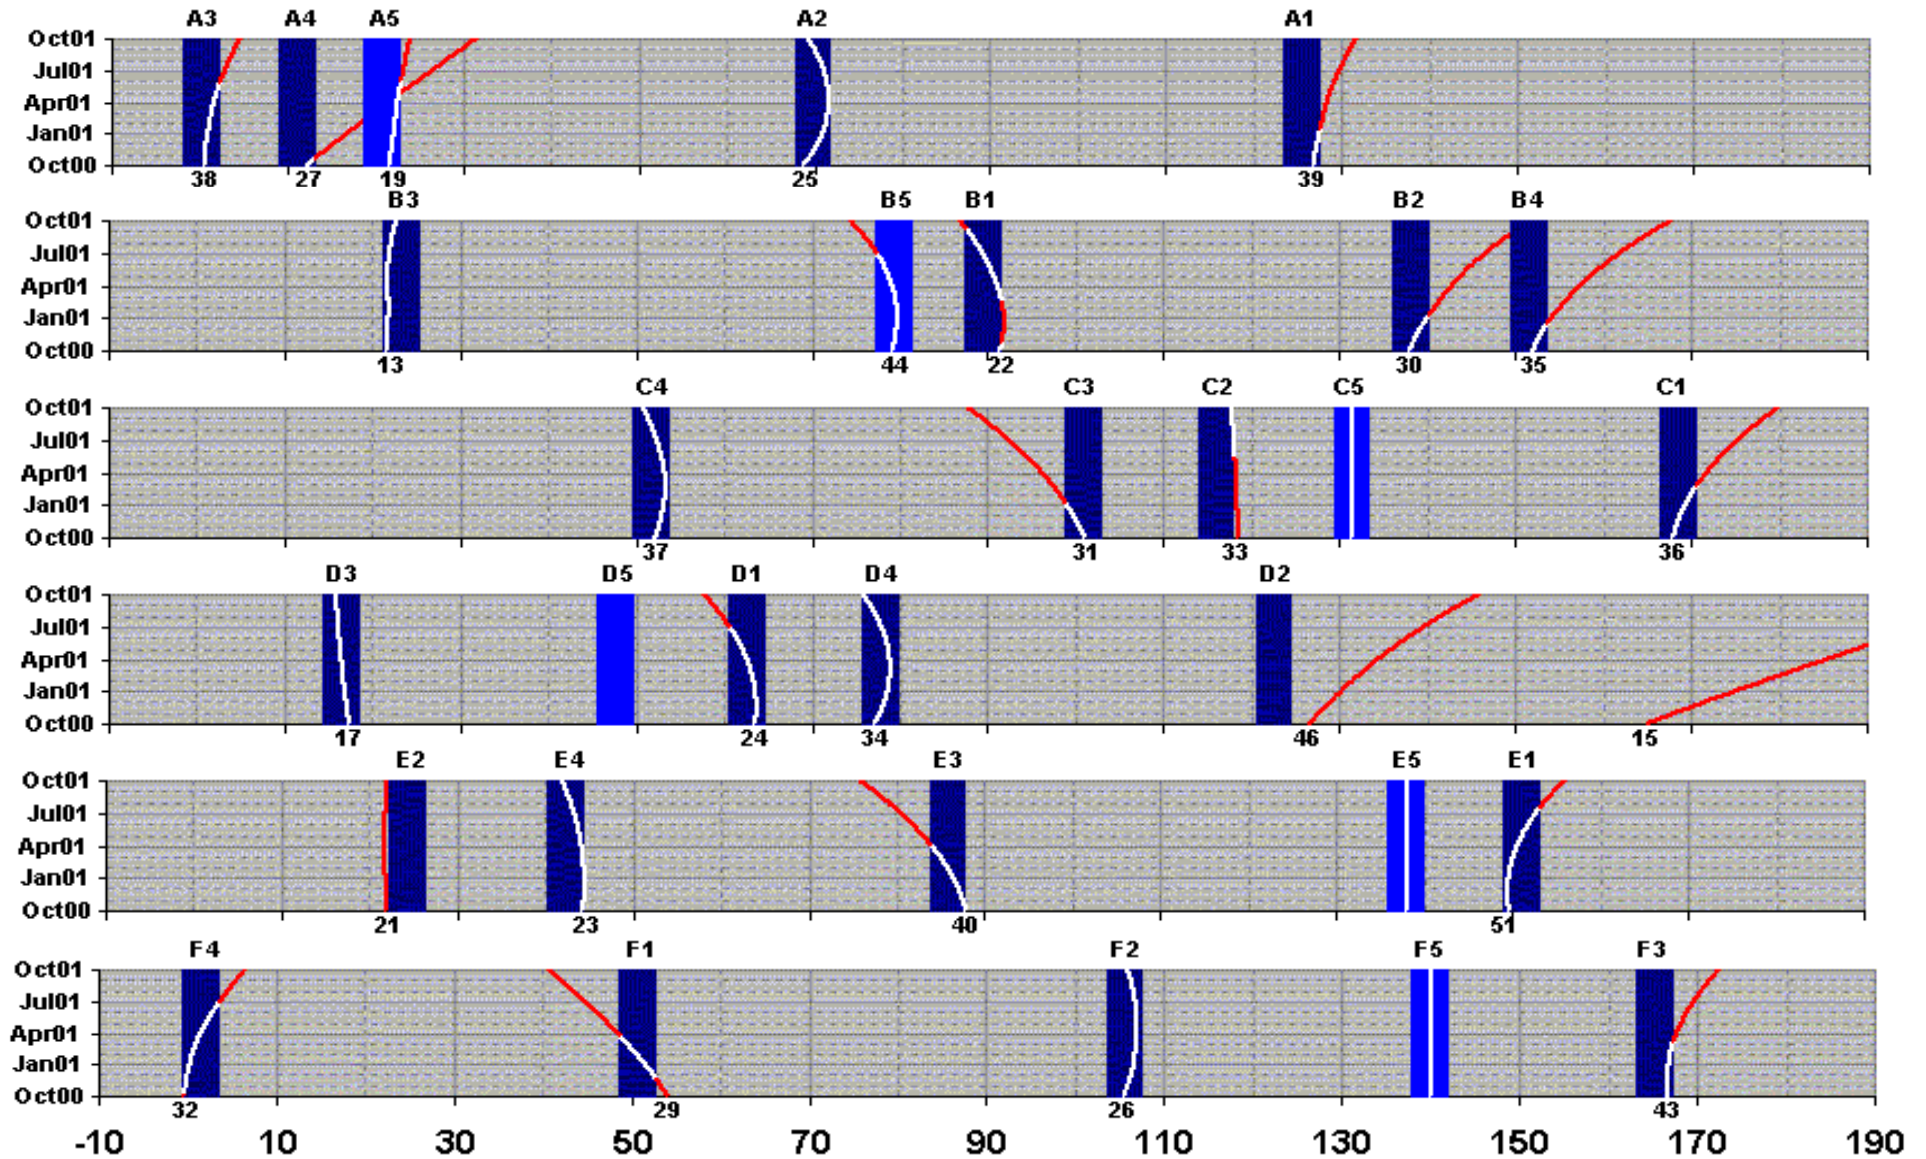 A3 A4 A5 A2 A1
Oct01
Jul01
Apr01
Jan01
Oct00
38 27 19 25 39
B3 B5 B1 B2 B4
Oct01
Jul01
Apr01
Jan01
Oct00
13 44 22 30 35
C4 C3 C2 C5 C1
Oct01
Jul01
Apr01
Jan01
Oct00
37 31 33 36
D3 D5 D1 D4 D2
Oct01
Jul01
Apr01
Jan01
Oct00
17 24 34 46 15
E2 E4 E3 E5 E1
Oct01
Jul01
Apr01
Jan01
Oct00
21 23 40 51
F4 F1 F2 F5 F3
Oct01
Jul01
Apr01
Jan01
Oct00
32 29 26 43
-10 10 30 50 70 90 110 130 150 170 190